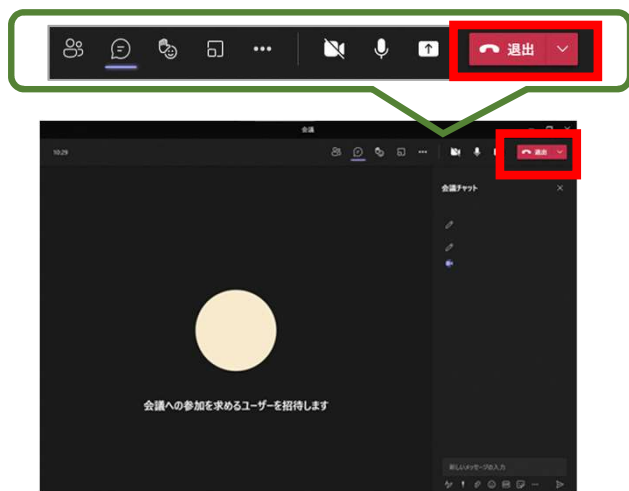 退出
会議
10:29
退出
会議チャット
会議への参加を求めるユーザーを招待します
新しいメッセージの入力